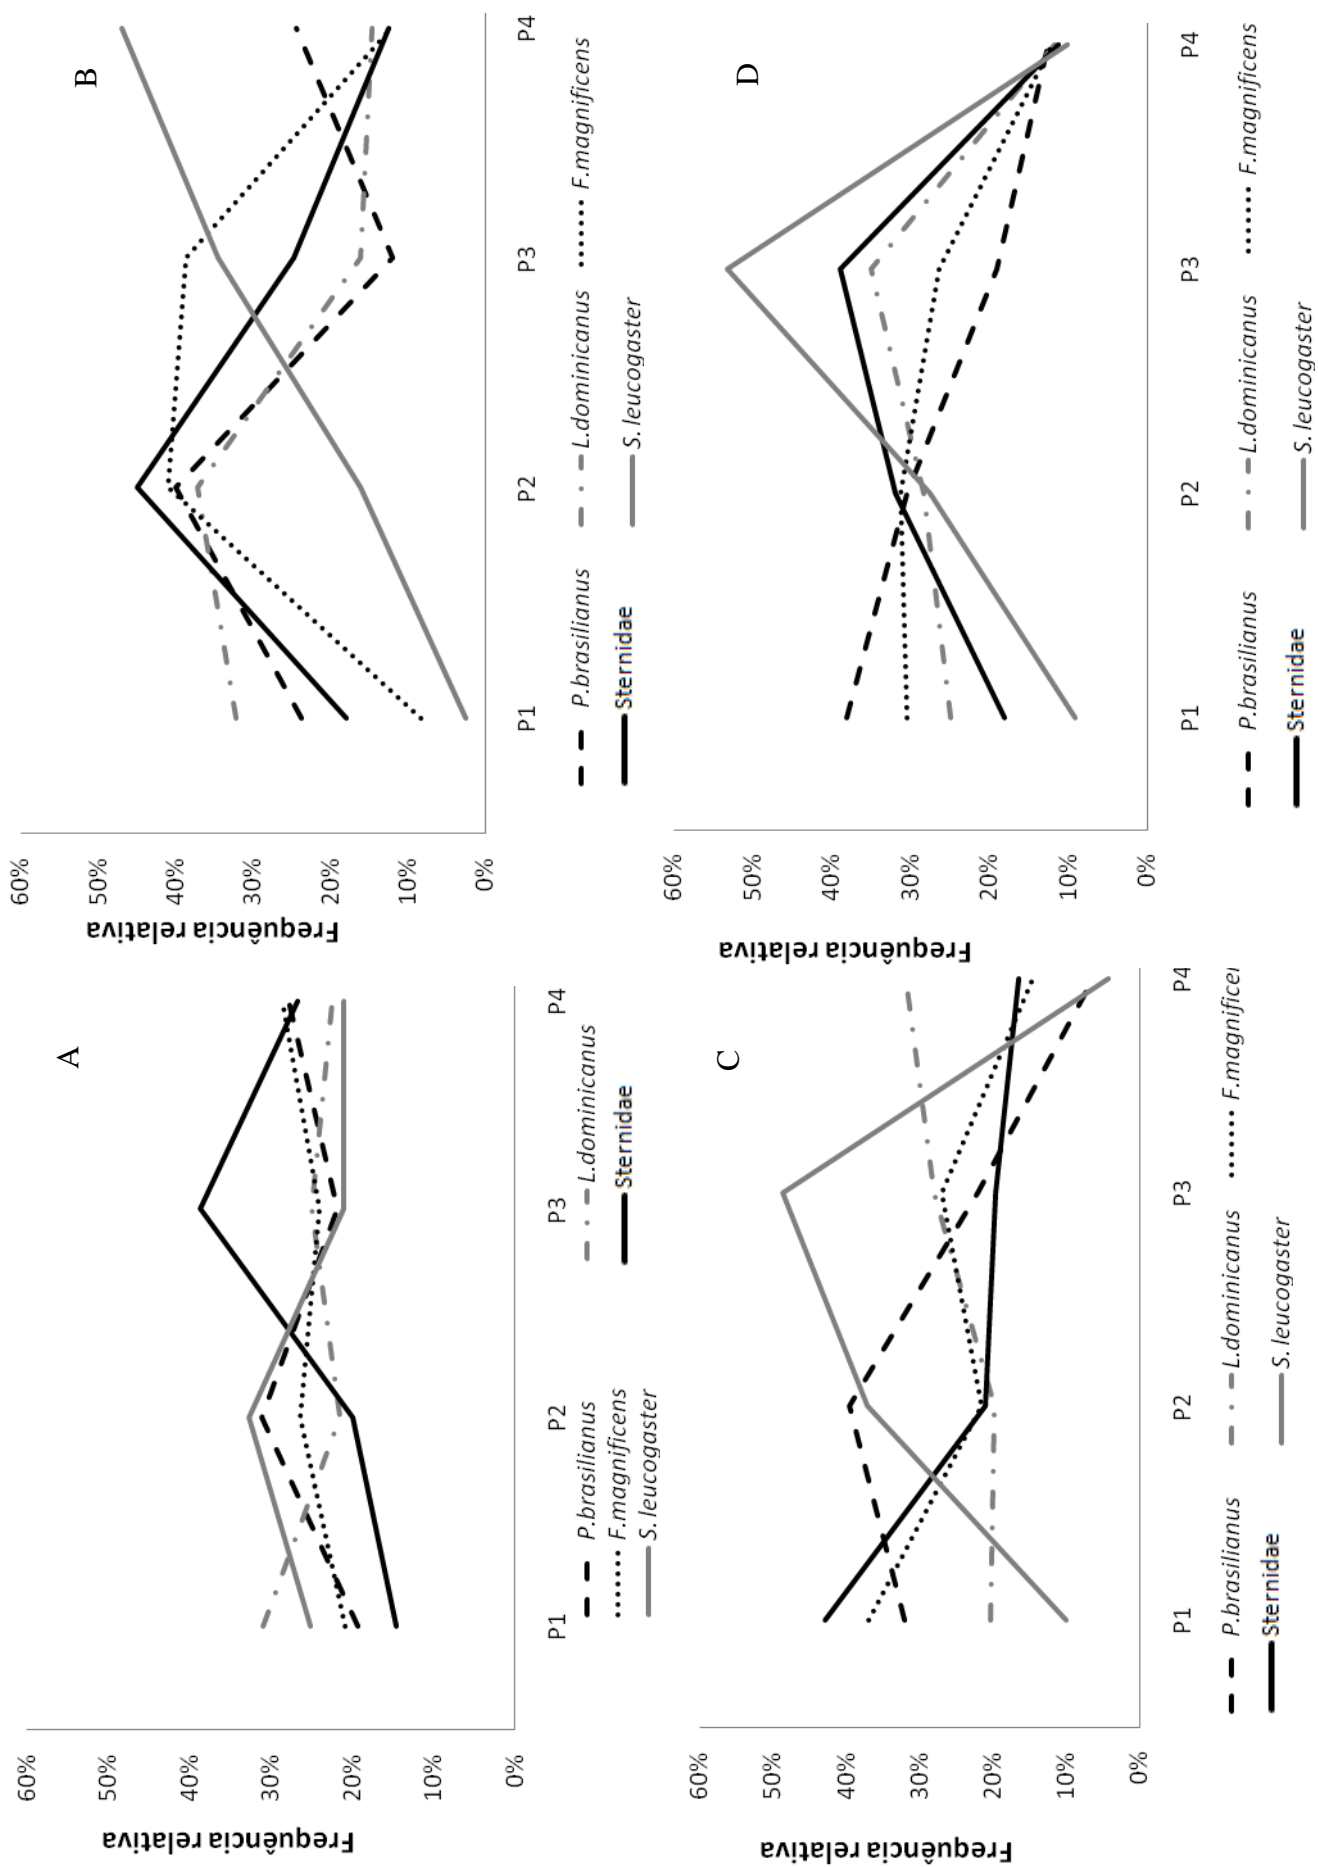 A
Frequência relativa
60%
50%
40%
30%
20%
10%
0%
P1 P2 P3 P4
P.brasilianus L.dominicanus
F.magnificens Sternidae
S.leucogaster
B
Frequência relativa
60%
50%
40%
30%
20%
10%
0%
P1 P2 P3 P4
P.brasilianus L.dominicanus F.magnificens
Sternidae S.leucogaster
C
Frequência relativa
60%
50%
40%
30%
20%
10%
0%
P1 P2 P3 P4
P.brasilianus L.dominicanus F.magnificei
Sternidae S.leucogaster
D
Frequência relativa
60%
50%
40%
30%
20%
10%
0%
P1 P2 P3 P4
P.brasilianus L.dominicanus F.magnificens
Sternidae S.leucogaster